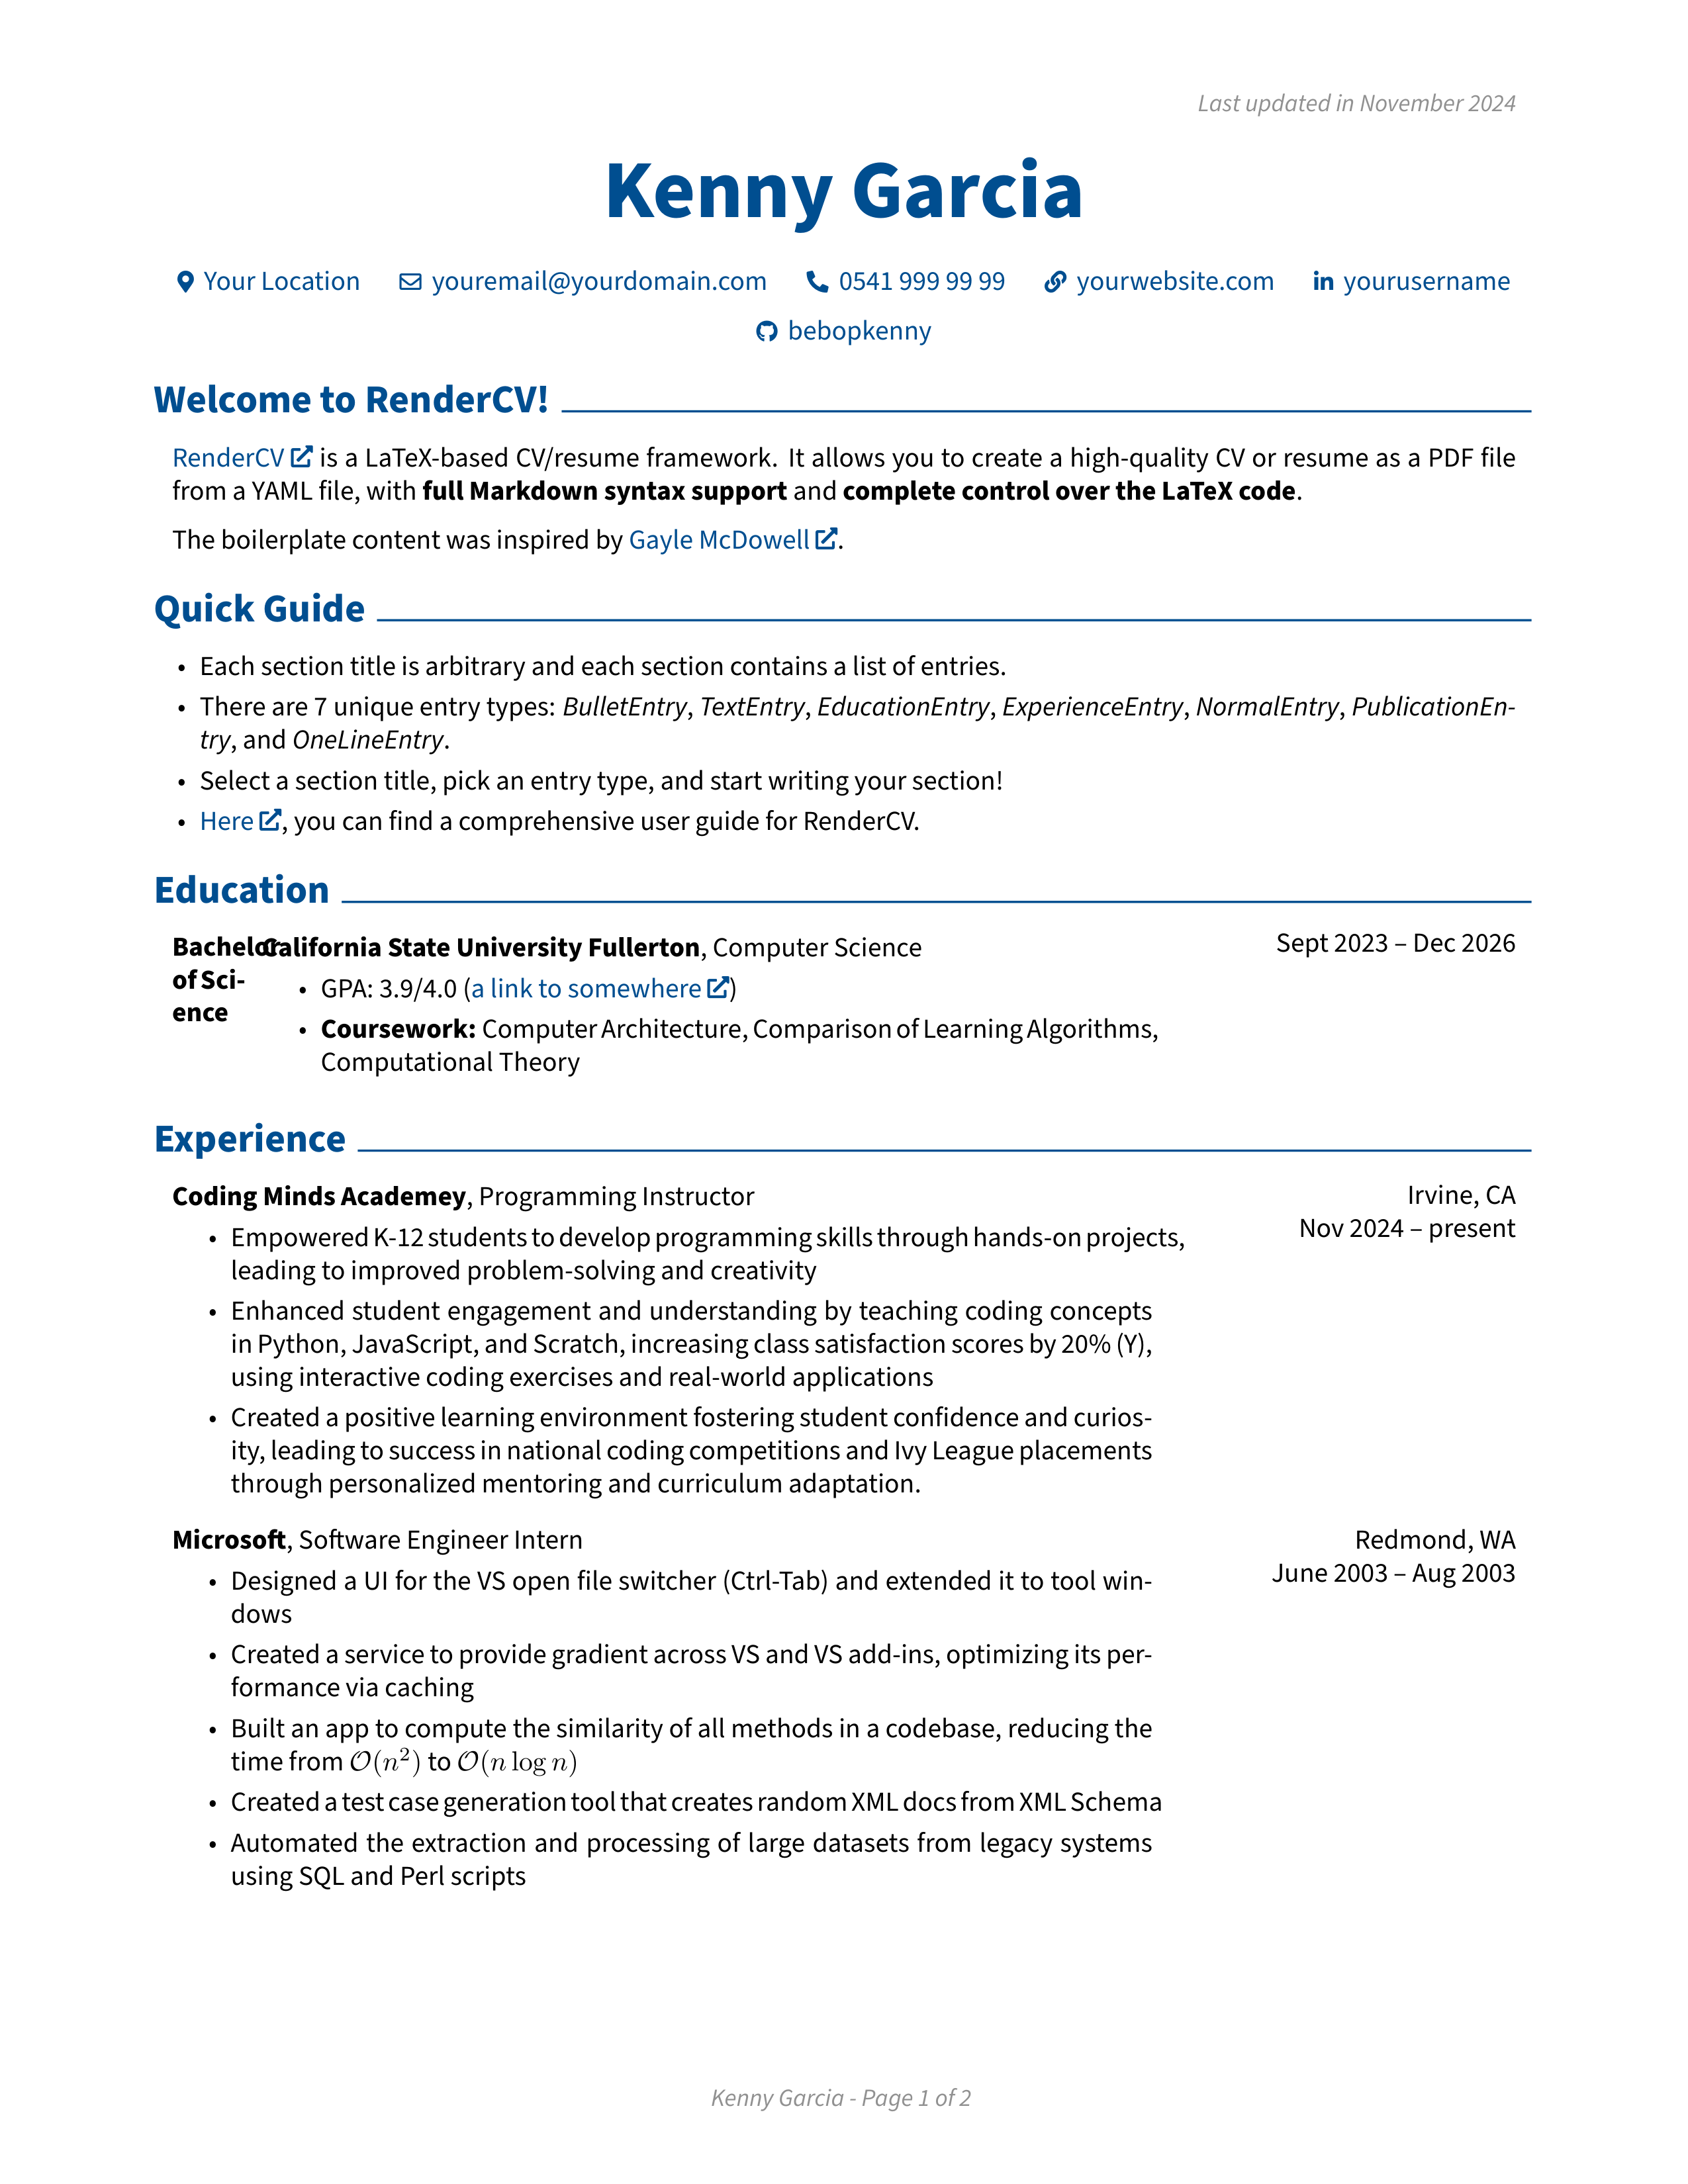 Last updated in November 2024
Kenny Garcia
Your Location youremail@yourdomain.com 0541 999 99 99 yourwebsite.com yourusername
bebopkenny
Welcome to RenderCV!
RenderCV is a LaTeX-based CV/resume framework. It allows you to create a high-quality CV or resume as a PDF file
from a YAML file, with full Markdown syntax support and complete control over the LaTeX code.
The boilerplate content was inspired by Gayle McDowell.
Quick Guide
• Each section title is arbitrary and each section contains a list of entries.
• There are 7 unique entry types: BulletEntry, TextEntry, EducationEntry, ExperienceEntry, NormalEntry, PublicationEn-
try, and OneLineEntry.
• Select a section title, pick an entry type, and start writing your section!
• Here, you can find a comprehensive user guide for RenderCV.
Education
Bachelor
of Sci-
ence
California State University Fullerton, Computer Science
Sept 2023 – Dec 2026
• GPA: 3.9/4.0 (a link to somewhere)
• Coursework: Computer Architecture, Comparison of Learning Algorithms,
Computational Theory
Experience
Coding Minds Academey, Programming Instructor
Irvine, CA
Nov 2024 – present
• Empowered K-12 students to develop programming skills through hands-on projects,
leading to improved problem-solving and creativity
• Enhanced student engagement and understanding by teaching coding concepts
in Python, JavaScript, and Scratch, increasing class satisfaction scores by 20% (Y),
using interactive coding exercises and real-world applications
• Created a positive learning environment fostering student confidence and curios-
ity, leading to success in national coding competitions and Ivy League placements
through personalized mentoring and curriculum adaptation.
Microsoft, Software Engineer Intern
Redmond, WA
June 2003 – Aug 2003
• Designed a UI for the VS open file switcher (Ctrl-Tab) and extended it to tool win-
dows
• Created a service to provide gradient across VS and VS add-ins, optimizing its per-
formance via caching
• Built an app to compute the similarity of all methods in a codebase, reducing the
time from 𝒪(n²) to 𝒪(n log n)
• Created a test case generation tool that creates random XML docs from XML Schema
• Automated the extraction and processing of large datasets from legacy systems
using SQL and Perl scripts
Kenny Garcia - Page 1 of 2